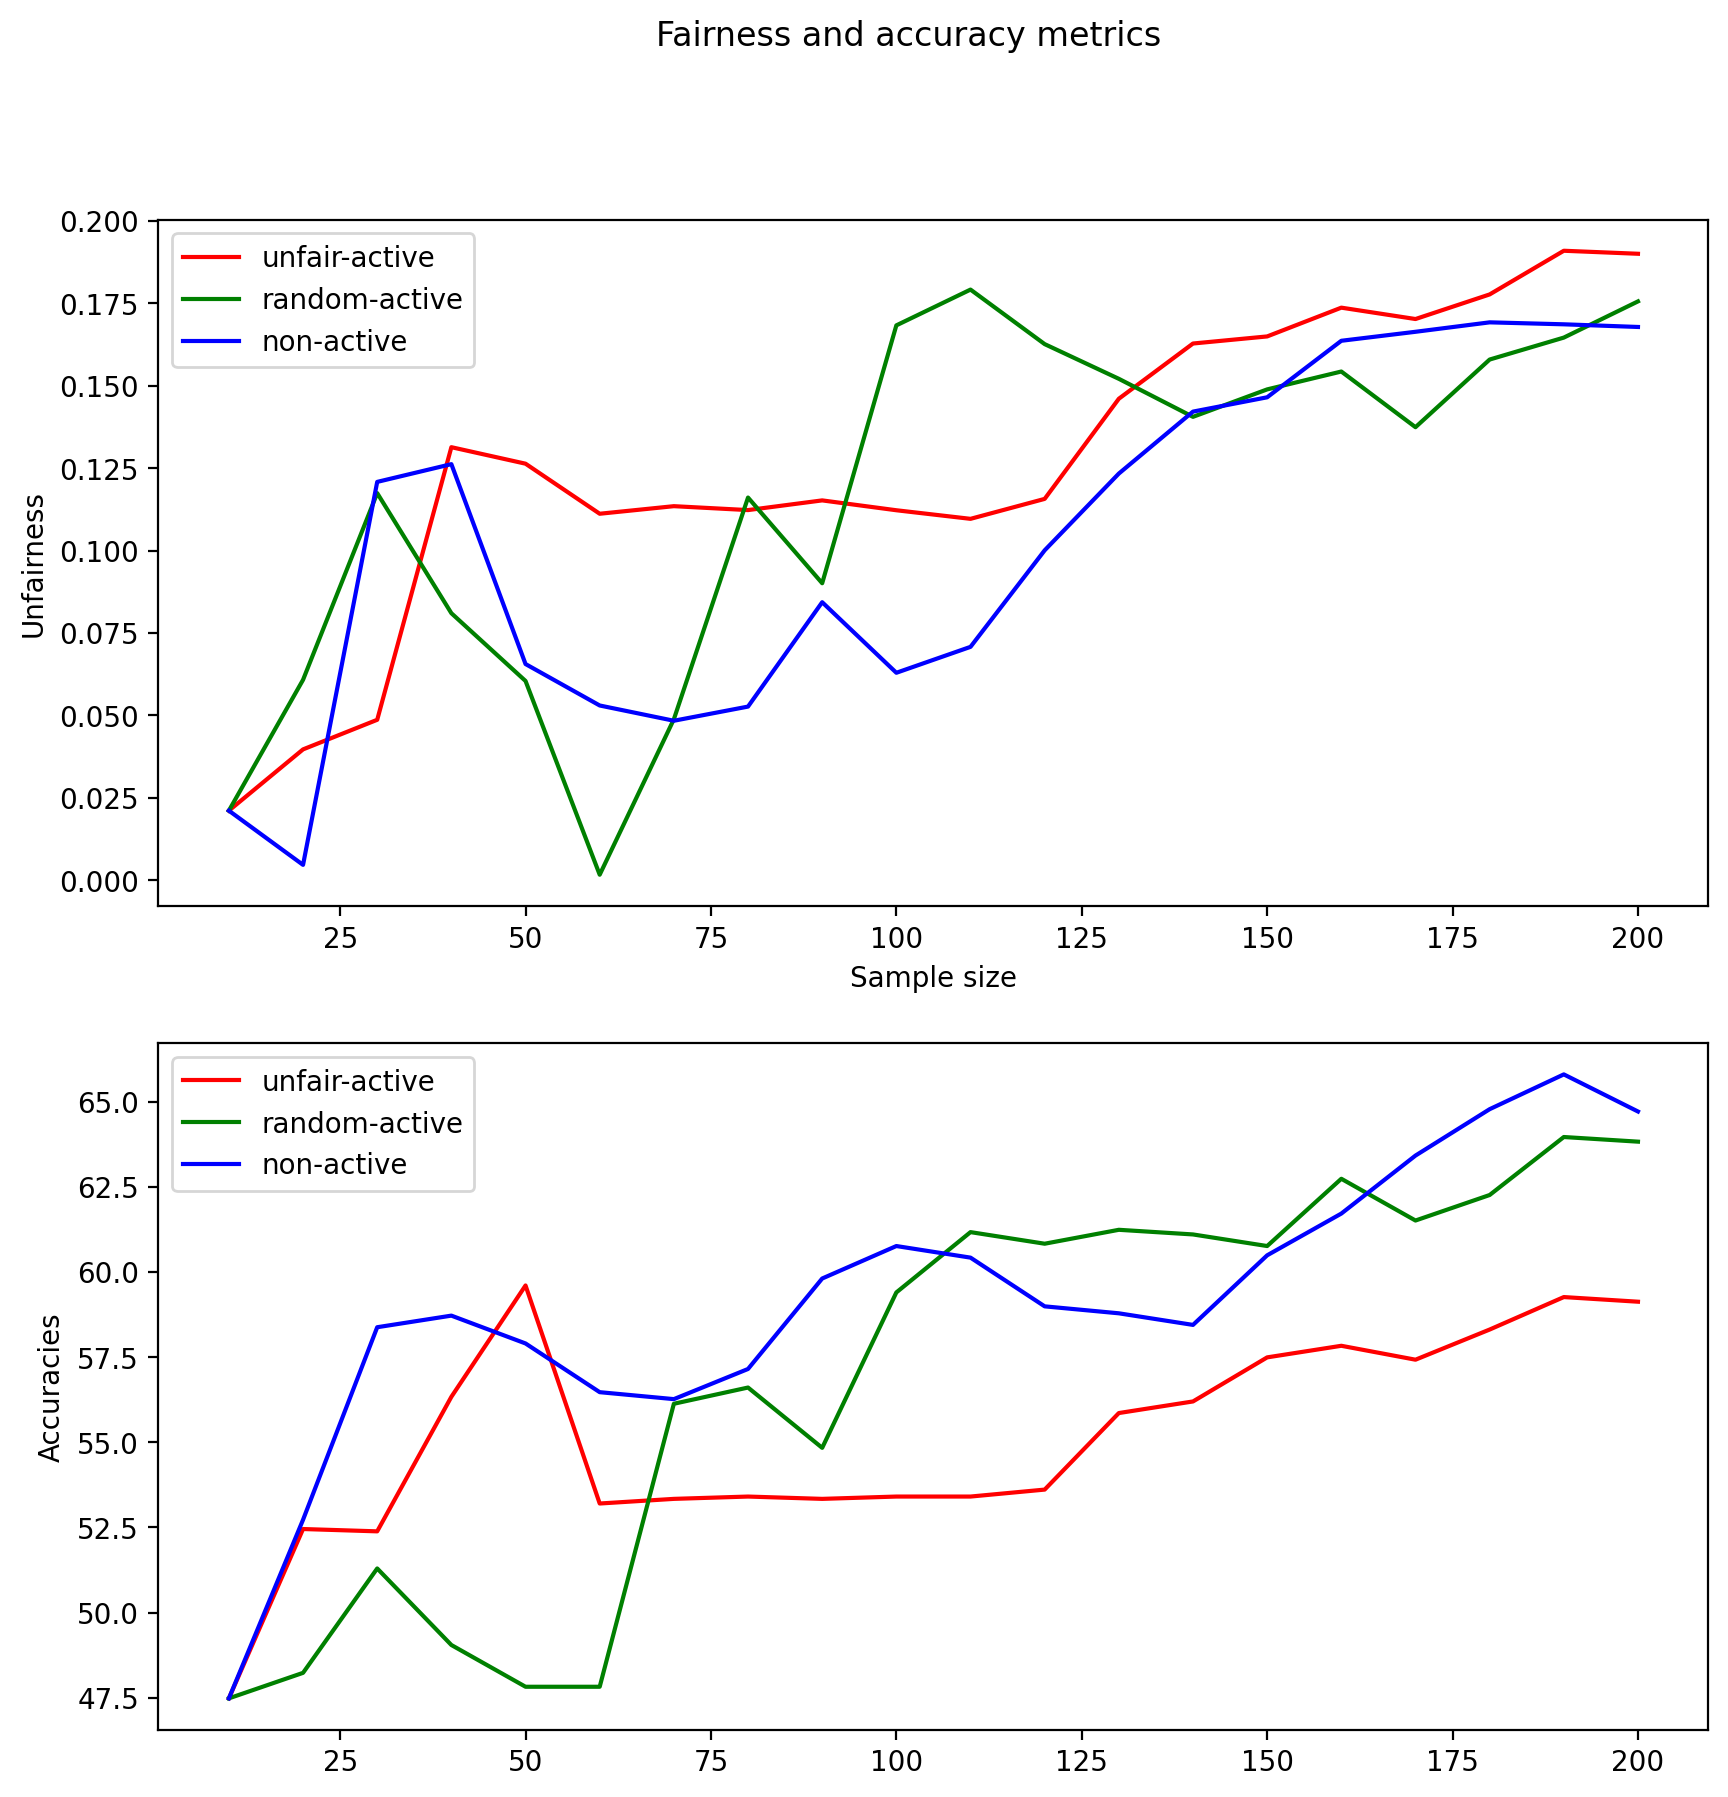 Fairness and accuracy metrics
0.200
0.175
0.150
0.125
0.100
0.075
0.050
0.025
0.000
Unfairness
unfair-active
random-active
non-active
25 50 75 100 125 150 175 200
Sample size
65.0
62.5
60.0
57.5
55.0
52.5
50.0
47.5
Accuracies
unfair-active
random-active
non-active
25 50 75 100 125 150 175 200